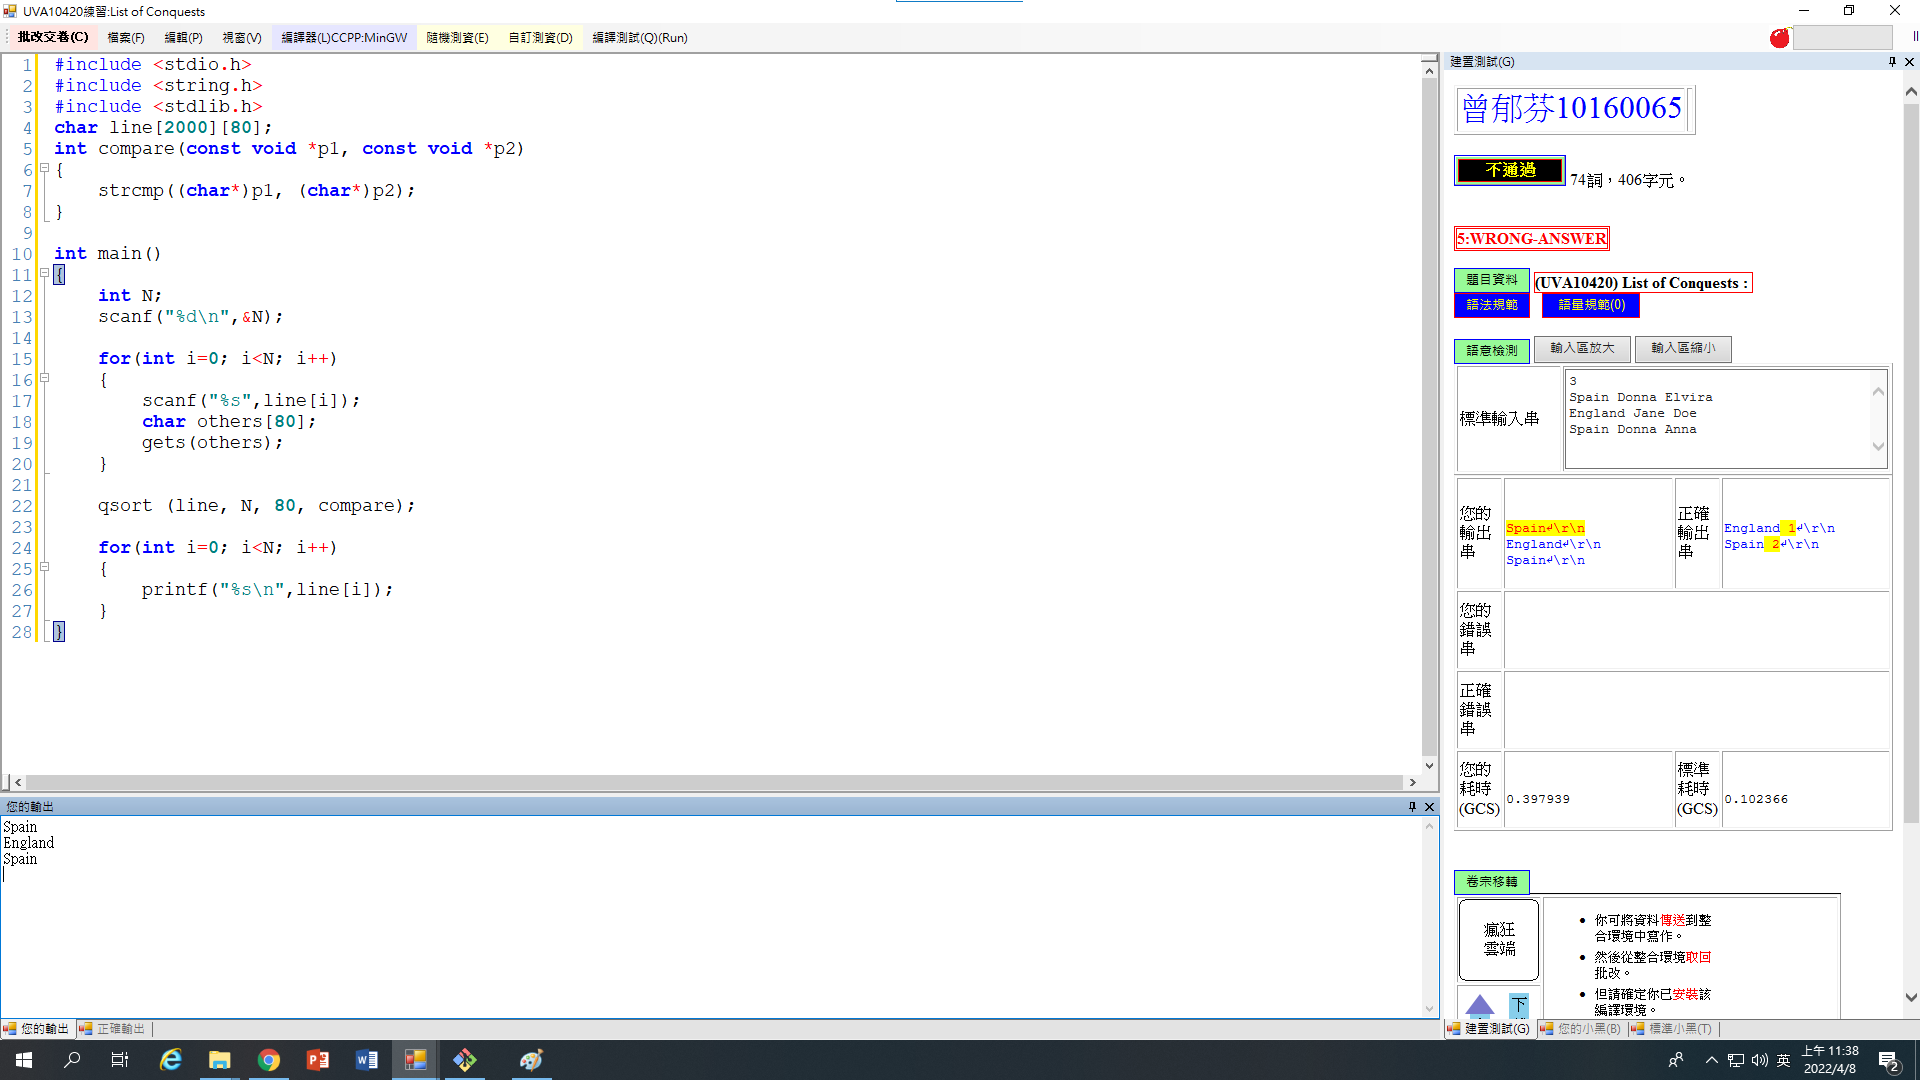 UVA10420練習:List of Conquests
批改交卷(C) 檔案(F) 編輯(P) 視窗(V) 編譯器(L)CCPP:MinGW 隨機測資(E) 自訂測資(D) 編譯測試(Q)(Run)
1 #include <stdio.h>
2 #include <string.h>
3 #include <stdlib.h>
4 char line[2000][80];
5 int compare(const void *p1, const void *p2)
6 {
7 strcmp((char*)p1, (char*)p2);
8 }
9
10 int main()
11 {
12 int N;
13 scanf("%d\n",&N);
14
15 for(int i=0; i<N; i++)
16 {
17 scanf("%s",line[i]);
18 char others[80];
19 gets(others);
20 }
21
22 qsort (line, N, 80, compare);
23
24 for(int i=0; i<N; i++)
25 {
26 printf("%s\n",line[i]);
27 }
28 }
您的輸出
Spain
England
Spain
您的輸出 正確輸出
建置測試(G)
曾郁芬10160065
不通過 74詞，406字元。
5:WRONG-ANSWER
題目資料 (UVA10420) List of Conquests :
語法規範 語量規範(0)
語意檢測 輸入區放大 輸入區縮小
標準輸入串
3
Spain Donna Elvira
England Jane Doe
Spain Donna Anna
您的輸出串
Spain↲\r\n
England↲\r\n
Spain↲\r\n
正確輸出串
England 1↲\r\n
Spain 2↲\r\n
您的錯誤串
正確錯誤串
您的耗時(GCS) 0.397939
標準耗時(GCS) 0.102366
卷宗移轉
瘋狂雲端
你可將資料傳送到整
合環境中寫作。
然後從整合環境取回
批改。
但請確定你已安裝該
編譯環境。
下
建置測試(G) 您的小黑(B) 標準小黑(T)
英
上午 11:38
2022/4/8
2